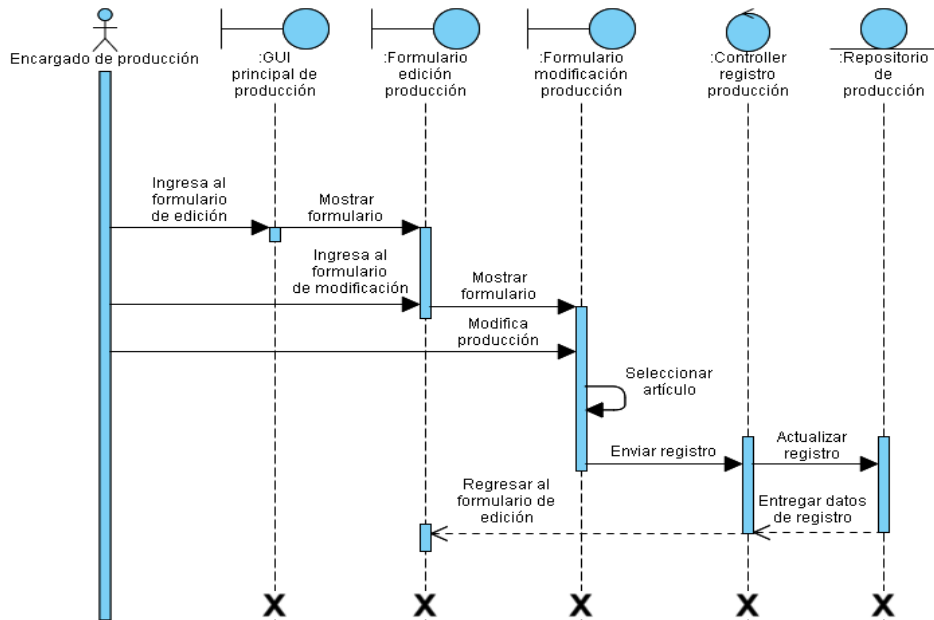 Encargado de producción
:GUI
principal de
producción
:Formulario
edición
producción
:Formulario
modificación
producción
:Controller
registro
producción
:Repositorio
de
producción
Ingresa al
formulario
de edición
Mostrar
formulario
Ingresa al
formulario
de modificación
Mostrar
formulario
Modifica
producción
Seleccionar
artículo
Enviar registro
Actualizar
registro
Regresar al
formulario de
edición
Entregar datos
de registro